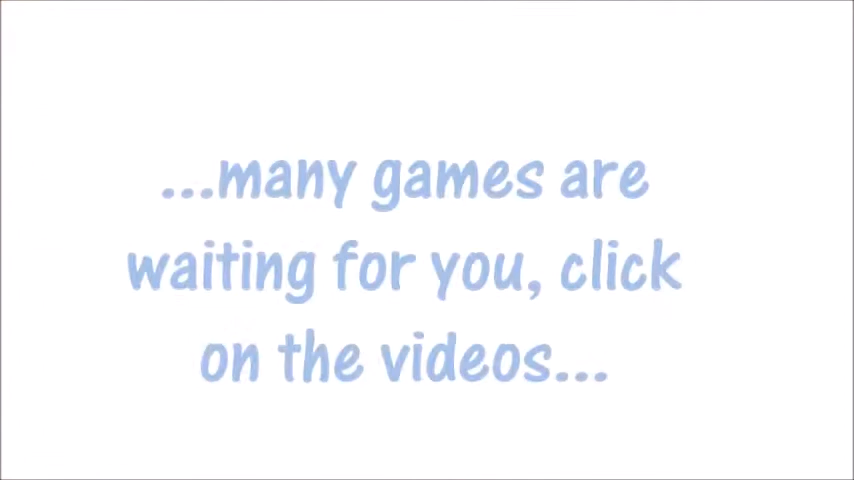 ...many games are
waiting for you, click
on the videos...